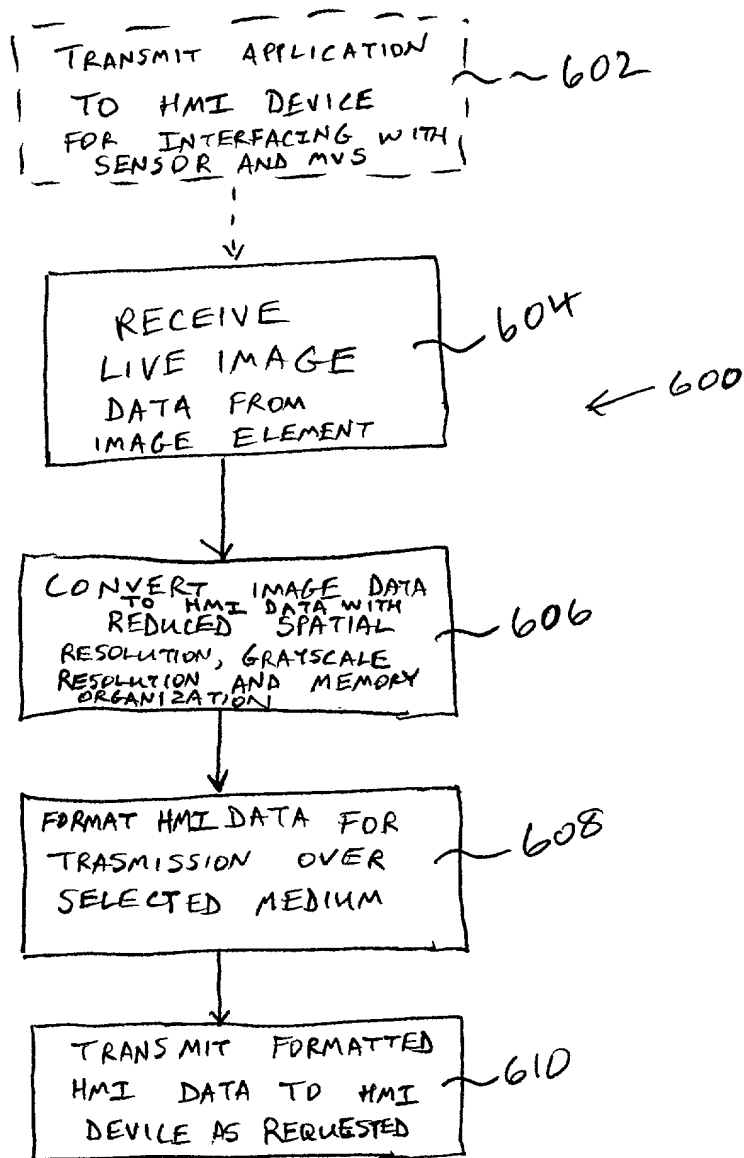 TRANSMIT APPLICATION
TO HMI DEVICE
FOR INTERFACING WITH
SENSOR AND MVS
602
RECEIVE
LIVE IMAGE
DATA FROM
IMAGE ELEMENT
604
600
CONVERT IMAGE DATA
TO HMI DATA WITH
REDUCED SPATIAL
RESOLUTION, GRAYSCALE
RESOLUTION AND MEMORY
ORGANIZATION
606
FORMAT HMI DATA FOR
TRASMISSION OVER
SELECTED MEDIUM
608
TRANSMIT FORMATTED
HMI DATA TO HMI
DEVICE AS REQUESTED
610